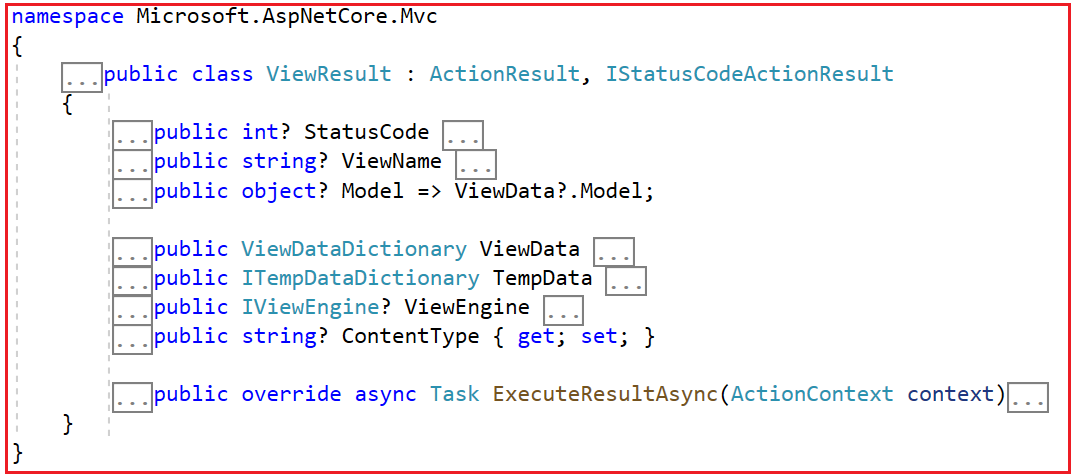 namespace Microsoft.AspNetCore.Mvc
{
...public class ViewResult : ActionResult, IStatusCodeActionResult
{
...public int? StatusCode ...
...public string? ViewName ...
...public object? Model => ViewData?.Model;
...public ViewDataDictionary ViewData ...
...public ITempDataDictionary TempData ...
...public IViewEngine? ViewEngine ...
...public string? ContentType { get; set; }
...public override async Task ExecuteResultAsync(ActionContext context)...
}
}